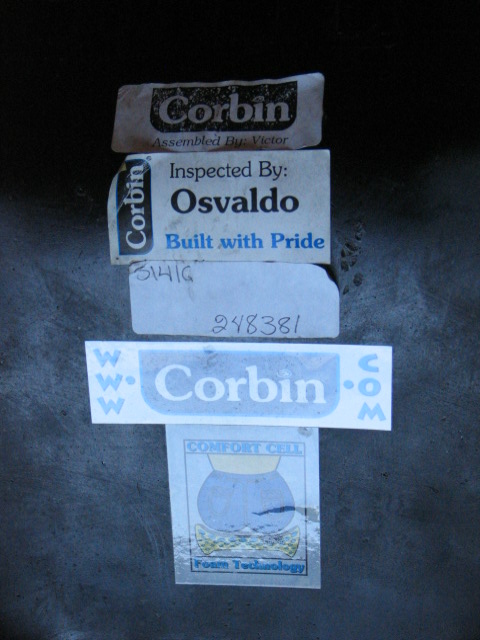 Corbin
Assembled By: Victor
Corbin
Inspected By:
Osvaldo
Built with Pride
3141G
248381
WWW.Corbin.COM
COMFORT CELL
Foam Technology